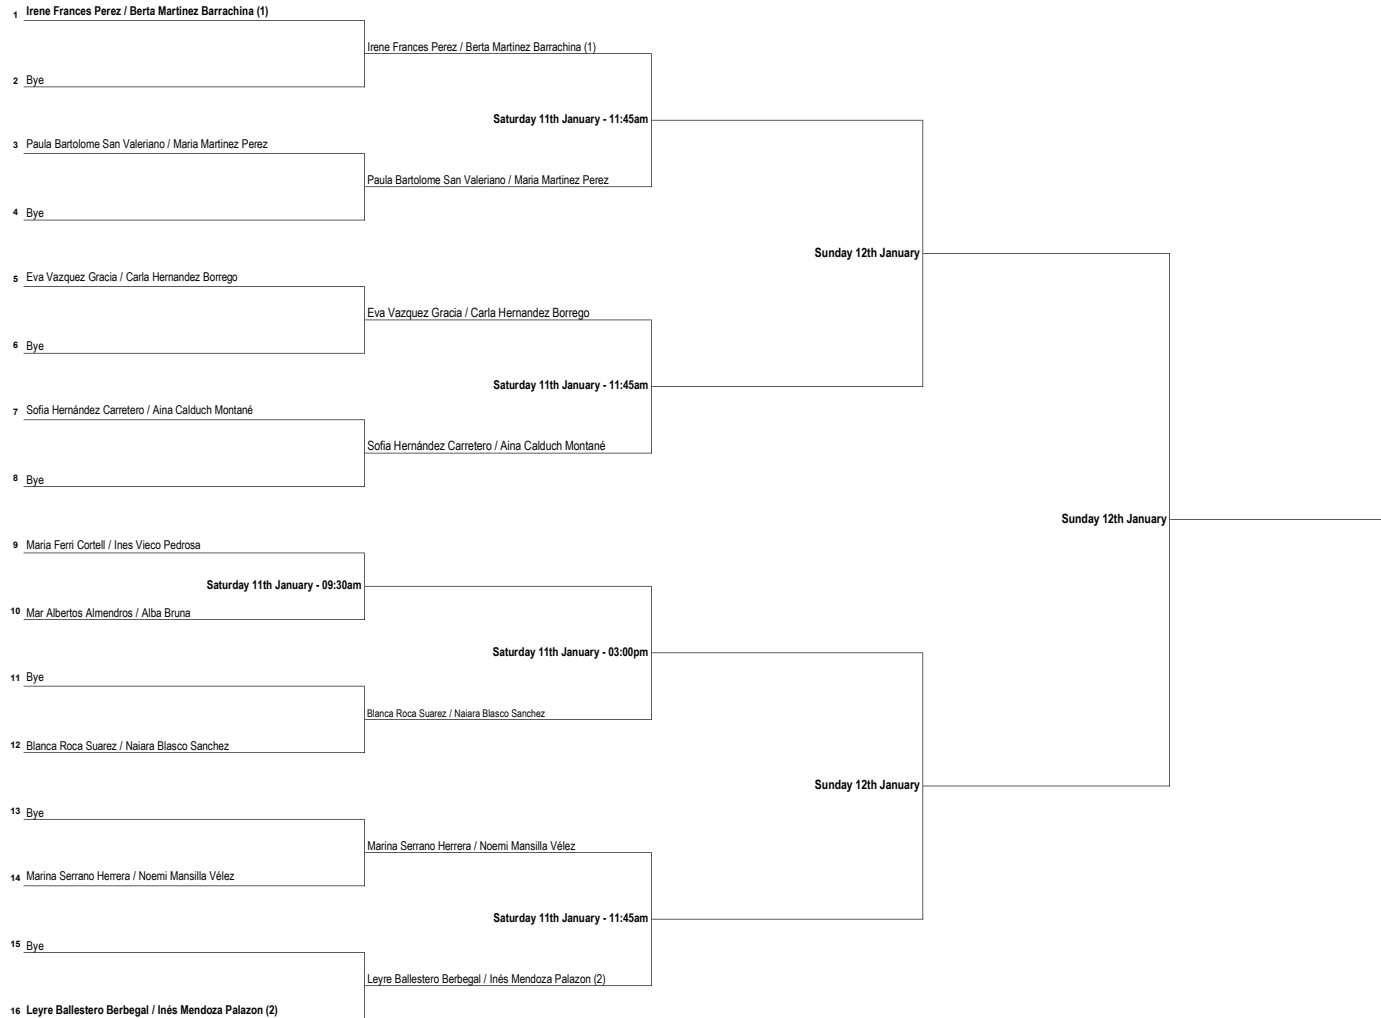 1 Irene Frances Perez / Berta Martinez Barrachina (1)
Irene Frances Perez / Berta Martinez Barrachina (1)
2 Bye
Saturday 11th January - 11:45am
3 Paula Bartolome San Valeriano / Maria Martinez Perez
Paula Bartolome San Valeriano / Maria Martinez Perez
4 Bye
Sunday 12th January
5 Eva Vazquez Gracia / Carla Hernandez Borrego
Eva Vazquez Gracia / Carla Hernandez Borrego
6 Bye
Saturday 11th January - 11:45am
7 Sofia Hernández Carretero / Aina Calduch Montané
Sofia Hernández Carretero / Aina Calduch Montané
8 Bye
Sunday 12th January
9 Maria Ferri Cortell / Ines Vieco Pedrosa
Saturday 11th January - 09:30am
10 Mar Albertos Almendros / Alba Bruna
Saturday 11th January - 03:00pm
11 Bye
Blanca Roca Suarez / Naiara Blasco Sanchez
12 Blanca Roca Suarez / Naiara Blasco Sanchez
Sunday 12th January
13 Bye
Marina Serrano Herrera / Noemi Mansilla Vélez
14 Marina Serrano Herrera / Noemi Mansilla Vélez
Saturday 11th January - 11:45am
15 Bye
Leyre Ballestero Berbegal / Inés Mendoza Palazon (2)
16 Leyre Ballestero Berbegal / Inés Mendoza Palazon (2)